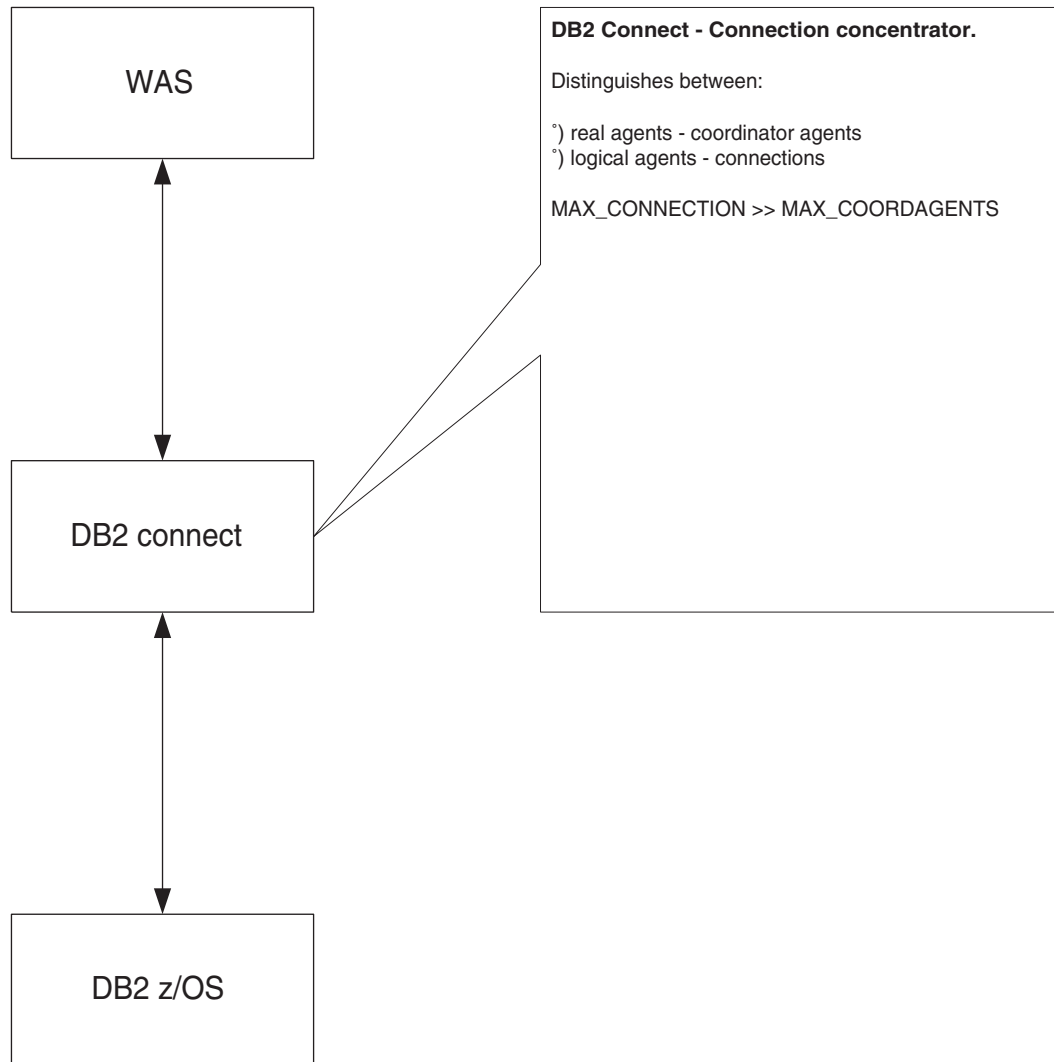 WAS
DB2 Connect - Connection concentrator.
Distinguishes between:
°) real agents - coordinator agents
°) logical agents - connections
MAX_CONNECTION >> MAX_COORDAGENTS
DB2 connect
DB2 z/OS